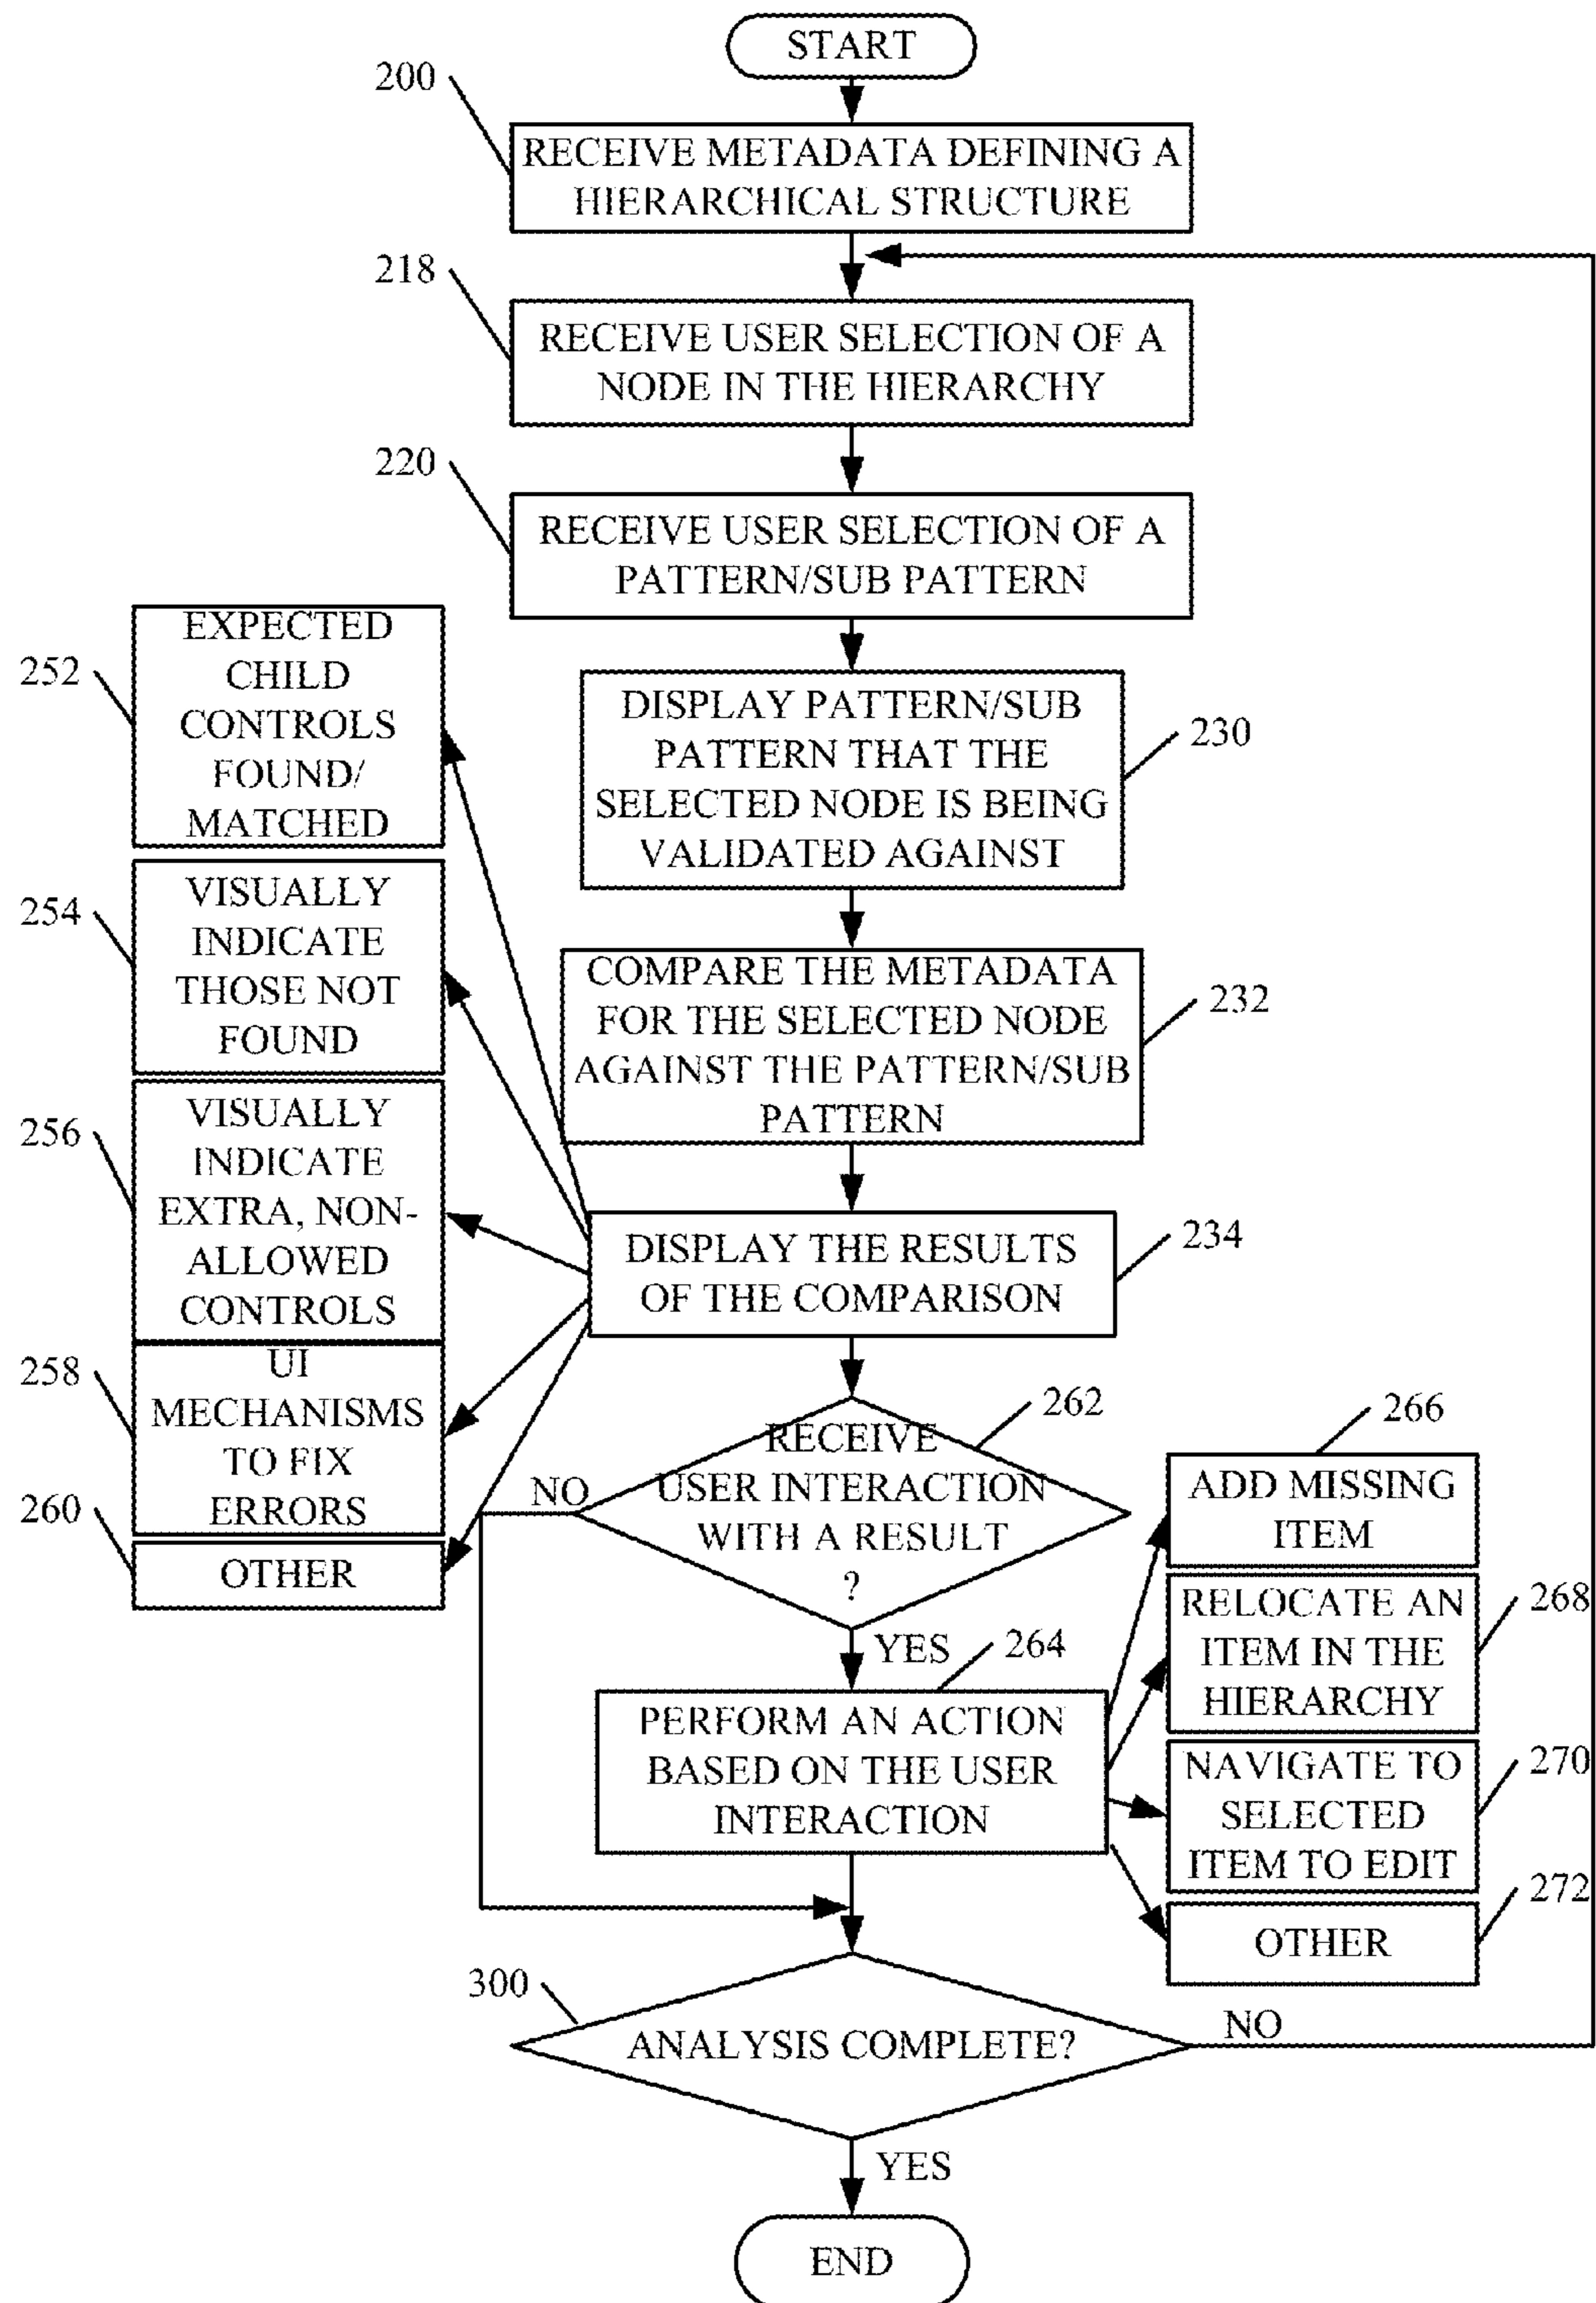 START
200
RECEIVE METADATA DEFINING A
HIERARCHICAL STRUCTURE
218
RECEIVE USER SELECTION OF A
NODE IN THE HIERARCHY
220
RECEIVE USER SELECTION OF A
PATTERN/SUB PATTERN
230
DISPLAY PATTERN/SUB
PATTERN THAT THE
SELECTED NODE IS BEING
VALIDATED AGAINST
232
COMPARE THE METADATA
FOR THE SELECTED NODE
AGAINST THE PATTERN/SUB
PATTERN
234
DISPLAY THE RESULTS
OF THE COMPARISON
252
EXPECTED
CHILD
CONTROLS
FOUND/
MATCHED
254
VISUALLY
INDICATE
THOSE NOT
FOUND
256
VISUALLY
INDICATE
EXTRA, NON-
ALLOWED
CONTROLS
258
UI
MECHANISMS
TO FIX
ERRORS
260
OTHER
262
RECEIVE
USER INTERACTION
WITH A RESULT
?
NO
YES
264
PERFORM AN ACTION
BASED ON THE USER
INTERACTION
266
ADD MISSING
ITEM
268
RELOCATE AN
ITEM IN THE
HIERARCHY
270
NAVIGATE TO
SELECTED
ITEM TO EDIT
272
OTHER
300
ANALYSIS COMPLETE?
NO
YES
END